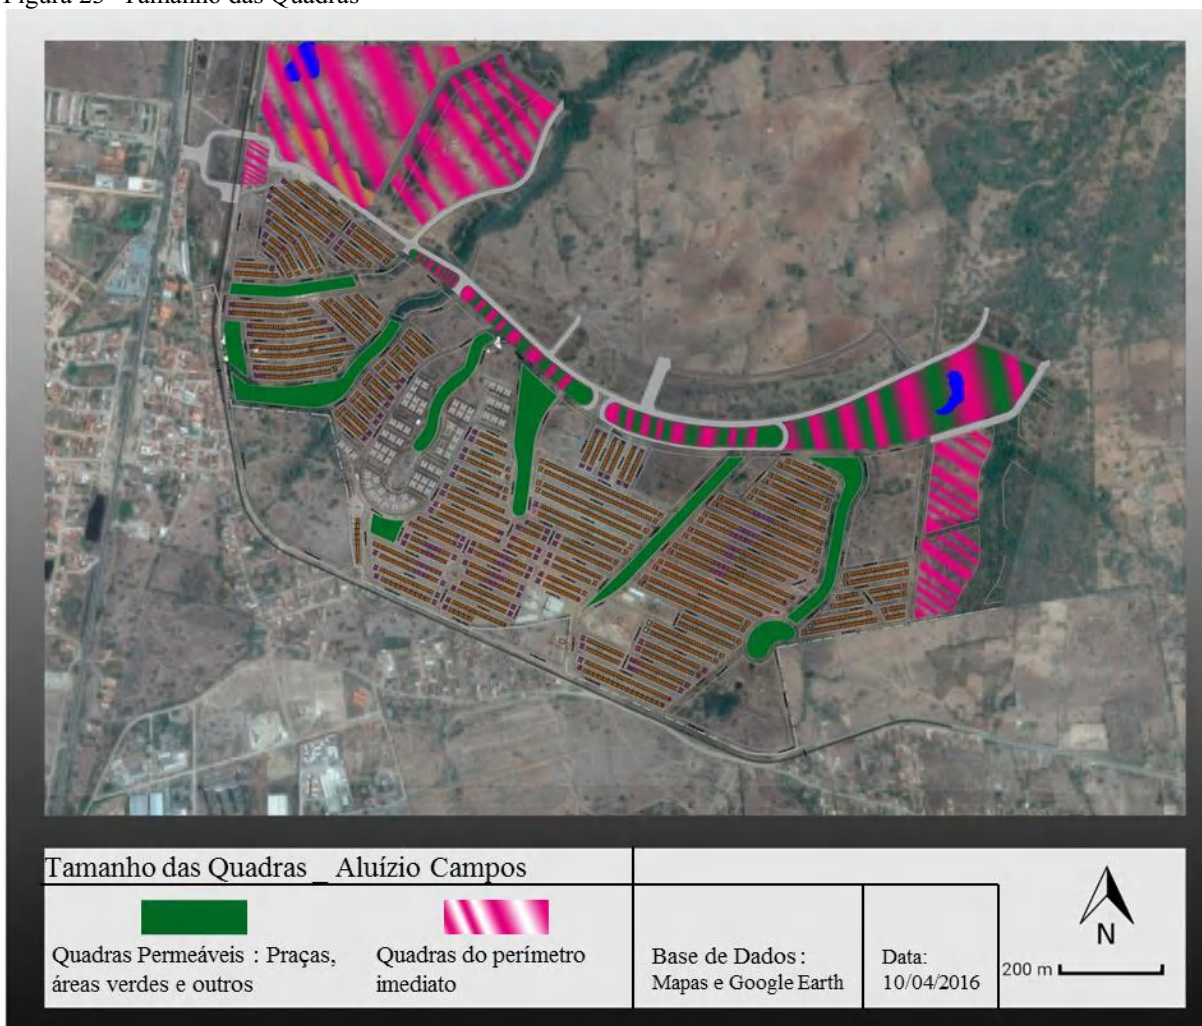 Figura 25 Tamanho das Quadras
Tamanho das Quadras _ Aluízio Campos
Quadras Permeáveis : Praças,
áreas verdes e outros
Quadras do perímetro
imediato
Base de Dados :
Mapas e Google Earth
Data:
10/04/2016
N
200 m